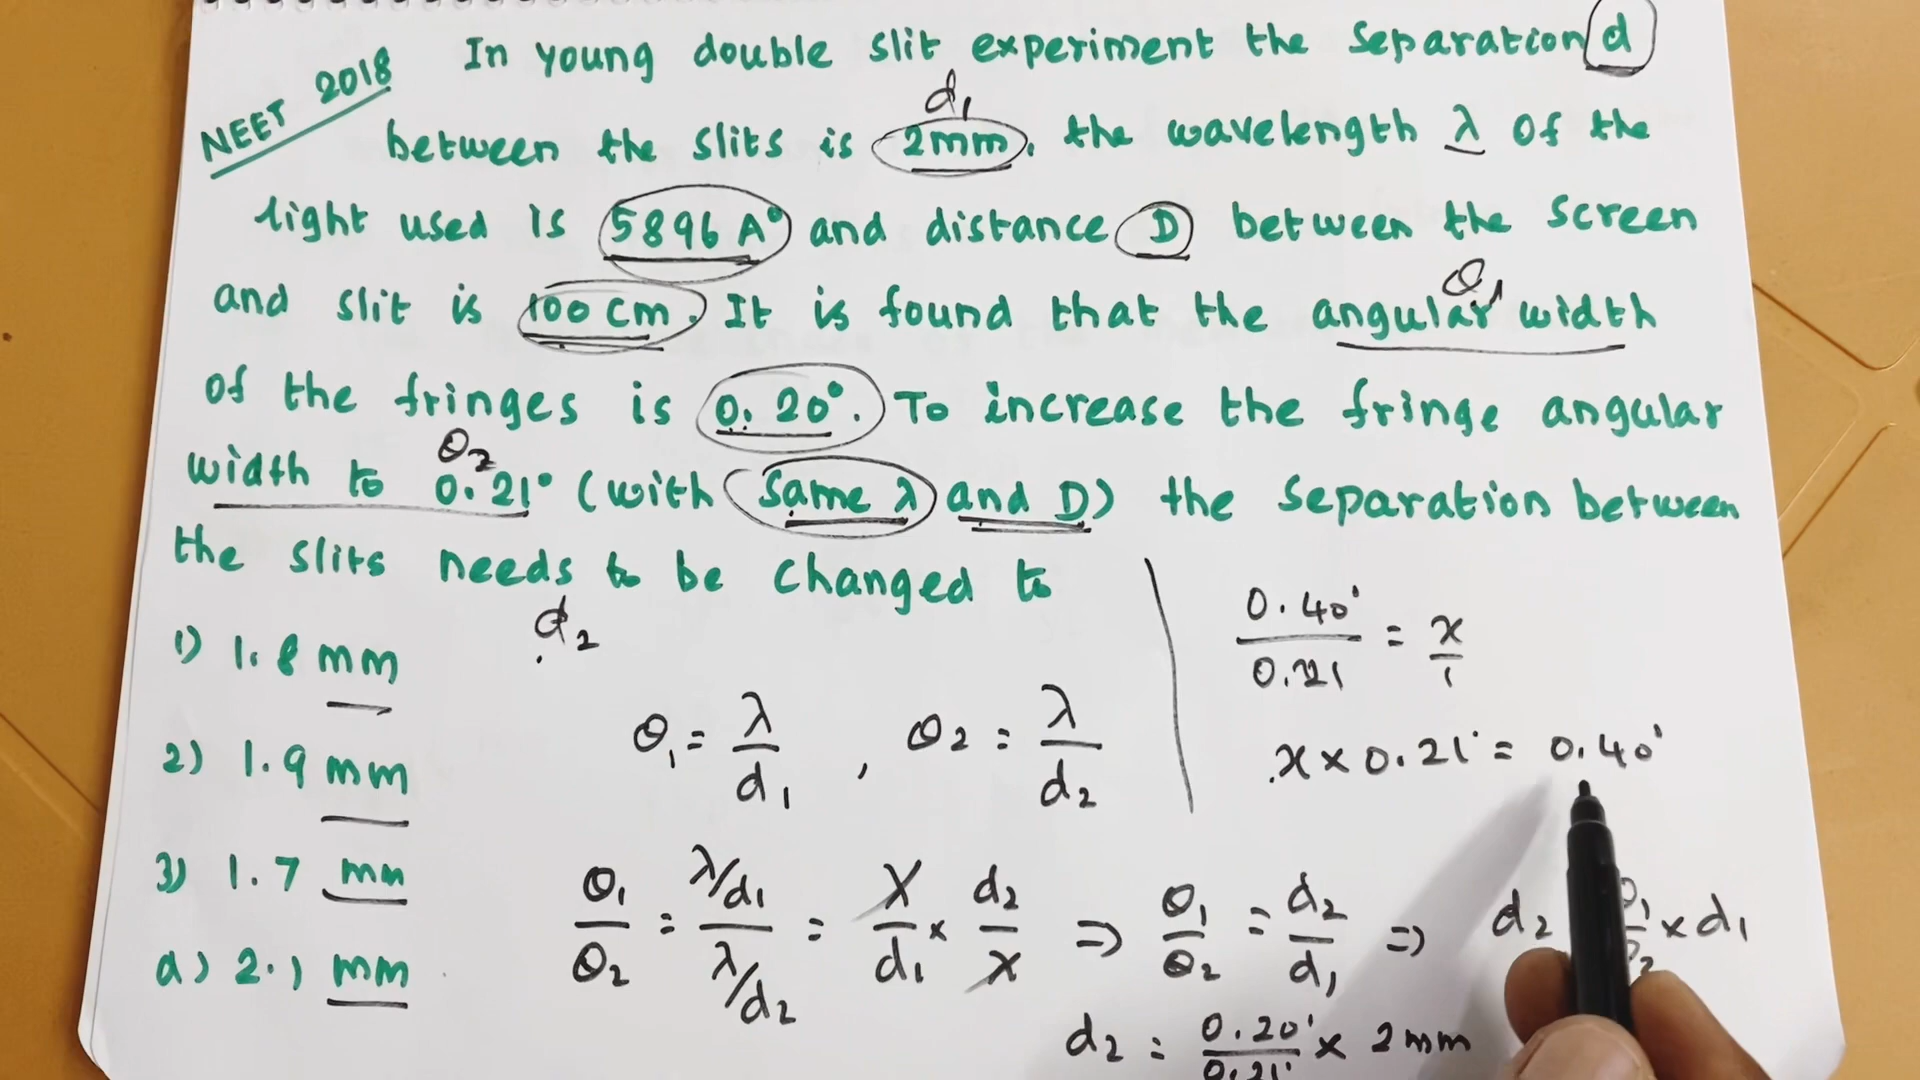 In young double slit experiment the separation d
NEET 2018
d1
between the slits is 2mm. the wavelength λ of the
light used is 5896 A° and distance D between the screen
θ1
and slit is 100 cm. It is found that the angular width
of the fringes is 0.20°. To increase the fringe angular
θ2
width to 0.21° (with same λ and D) the separation between
the slits needs to be changed to
d2
1) 1.8 mm
2) 1.9 mm
3) 1.7 mm
4) 2.1 mm
θ1 = λ/d1 , θ2 = λ/d2
θ1/θ2 = (λ/d1)/(λ/d2) = λ/d1 × d2/λ ⇒ θ1/θ2 = d2/d1 ⇒ d2 × d1
d2 = 0.20°/0.21° × 2mm
0.40°/0.21 = x/1
x × 0.21° = 0.40°